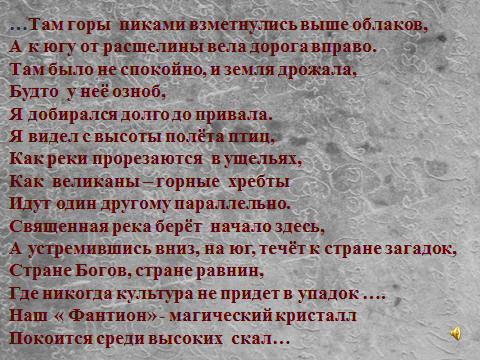 …Там горы пиками взметнулись выше облаков,
А к югу от расщелины вела дорога вправо.
Там было не спокойно, и земля дрожала,
Будто у неё озноб,
Я добирался долго до привала.
Я видел с высоты полёта птиц,
Как реки прорезаются в ущельях,
Как великаны – горные хребты
Идут один другому параллельно.
Священная река берёт начало здесь,
А устремившись вниз, на юг, течёт к стране загадок,
Стране Богов, стране равнин,
Где никогда культура не придет в упадок ….
Наш « Фантион» - магический кристалл
Покоится среди высоких скал…